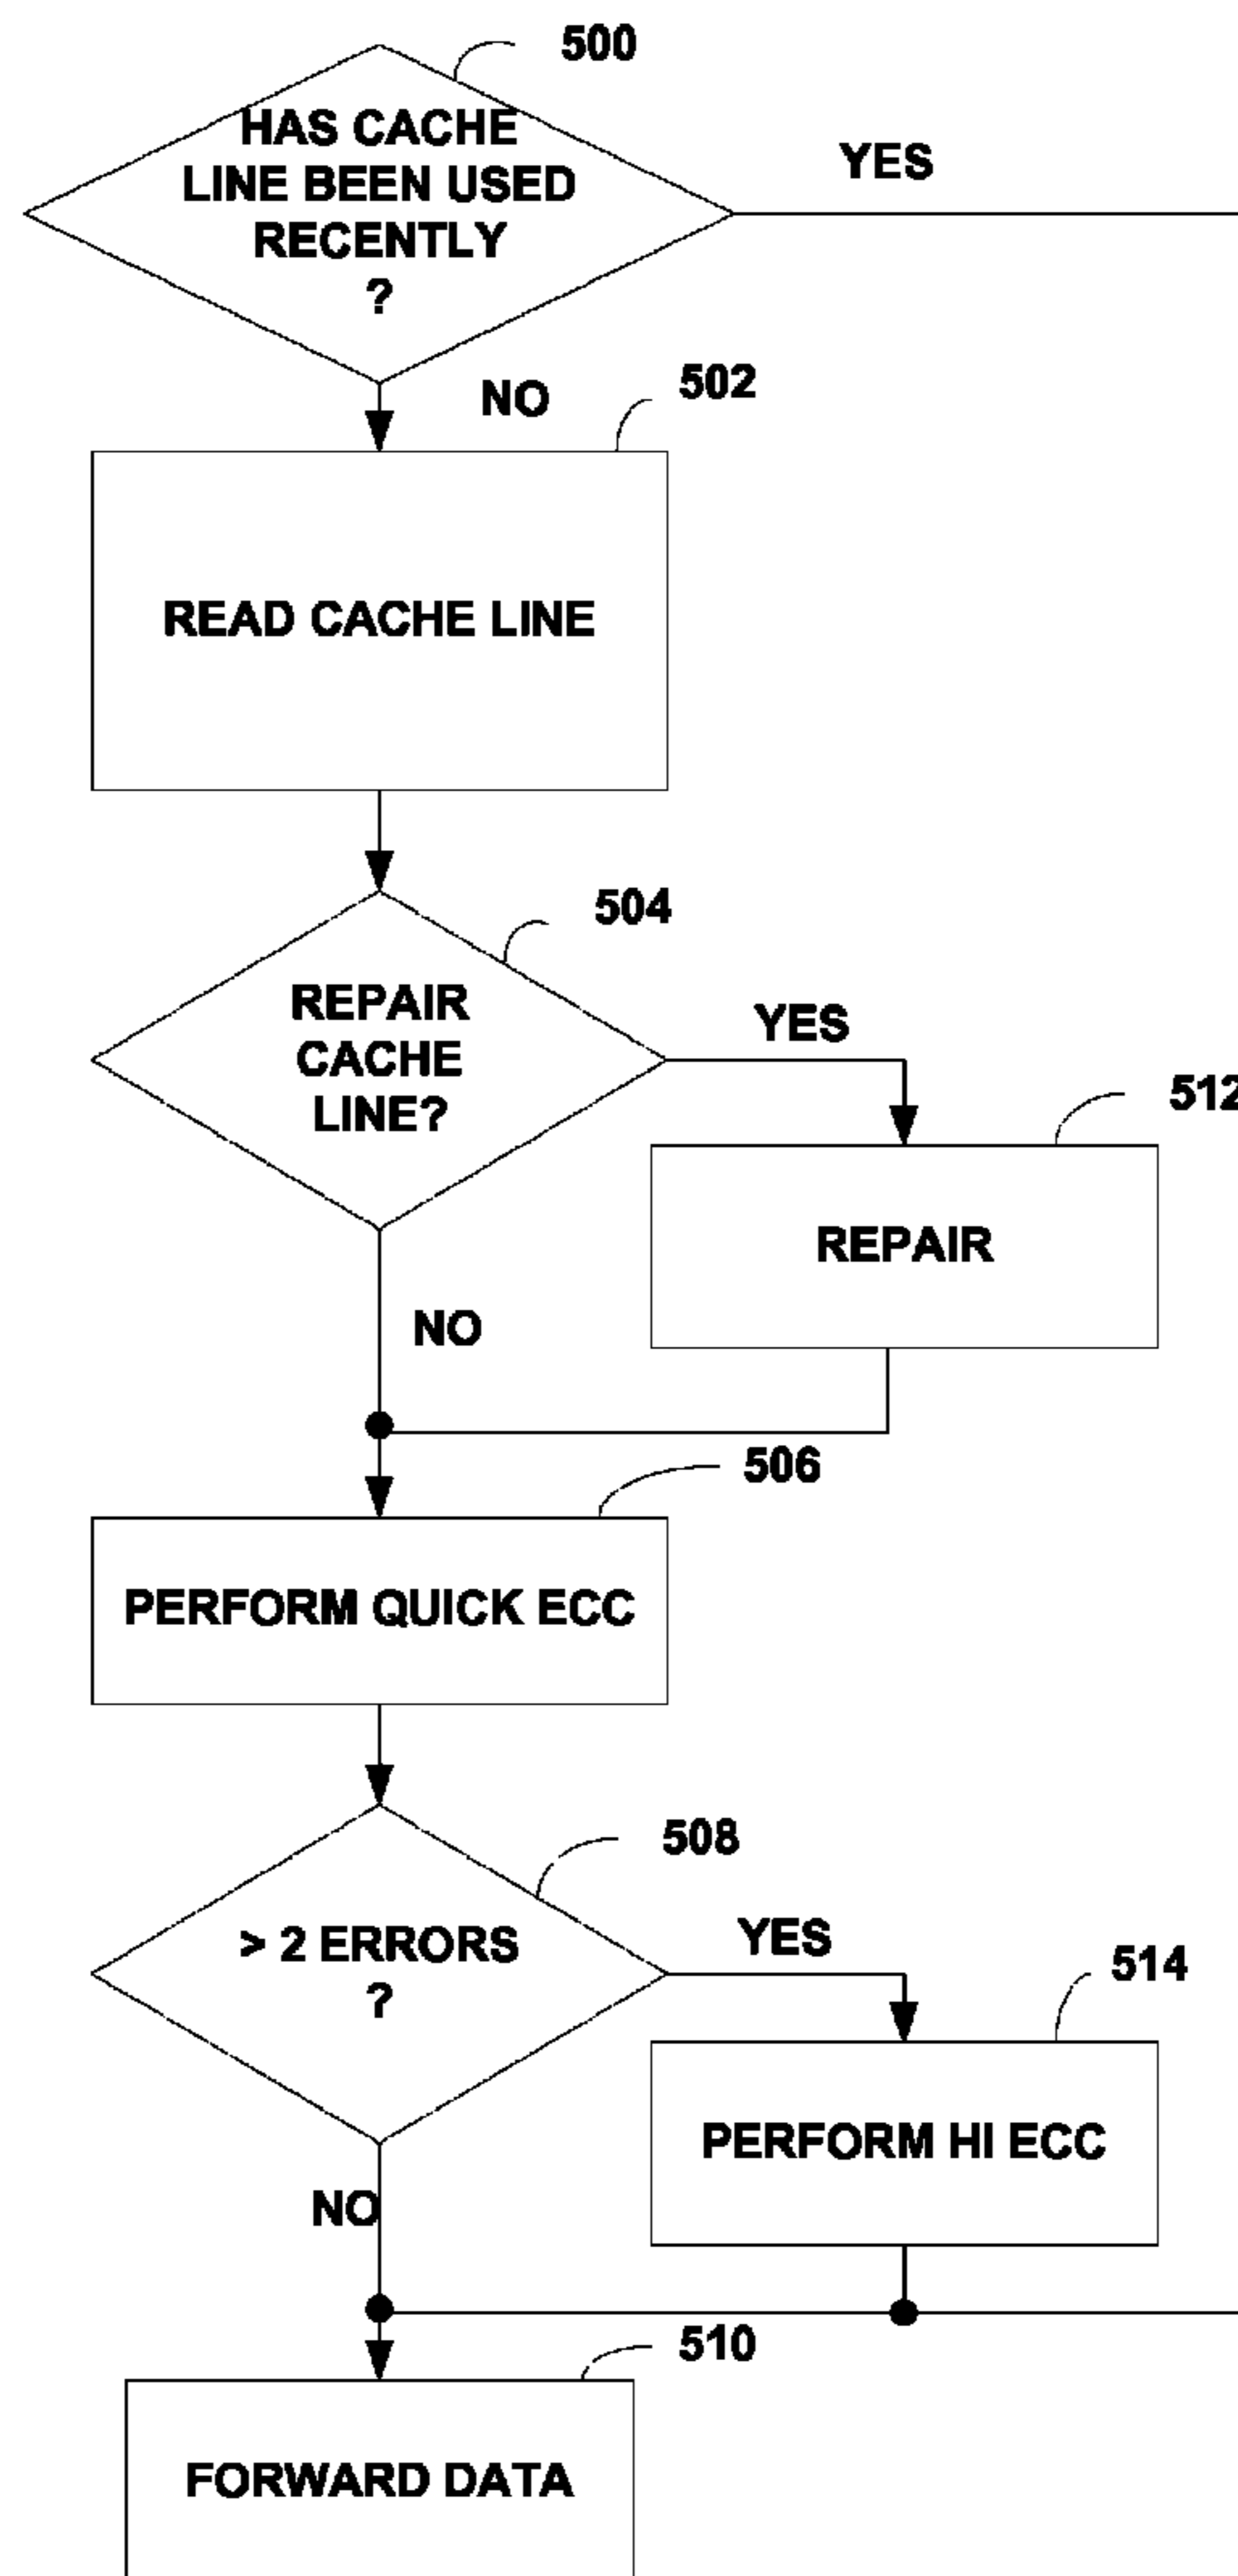 500
HAS CACHE
LINE BEEN USED
RECENTLY
?
YES
NO
502
READ CACHE LINE
504
REPAIR
CACHE
LINE?
YES
512
REPAIR
NO
506
PERFORM QUICK ECC
508
> 2 ERRORS
?
YES
514
PERFORM HI ECC
NO
510
FORWARD DATA